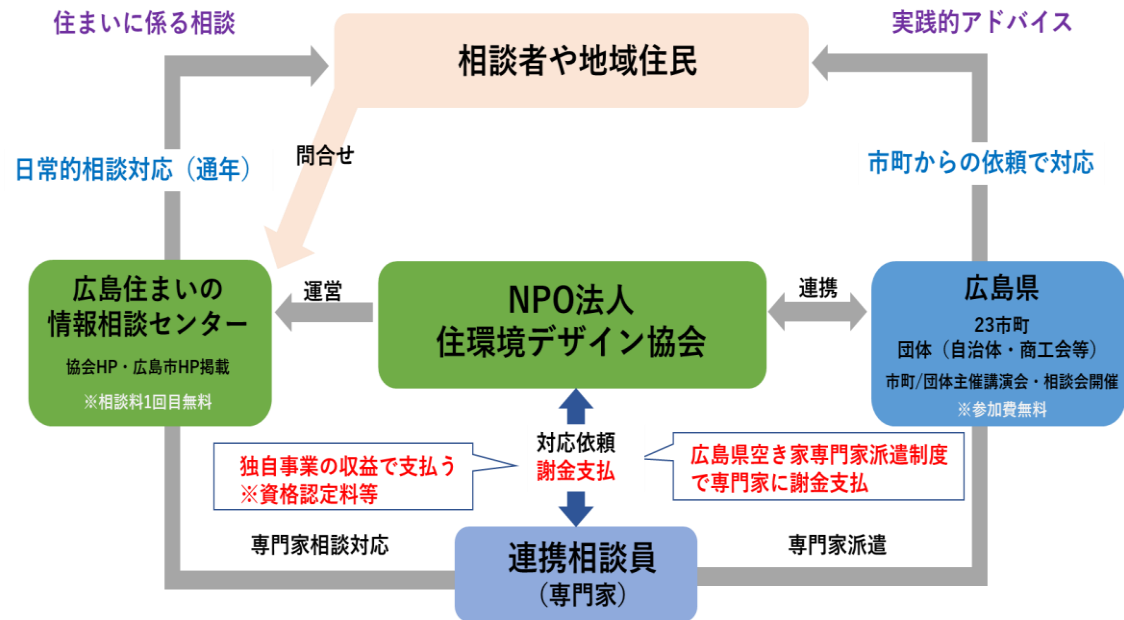 住まいに係る相談
実践的アドバイス
相談者や地域住民
問合せ
日常的相談対応（通年）
市町からの依頼で対応
広島住まいの
情報相談センター
協会HP・広島市HP掲載
※相談料1回目無料
運営
NPO法人
住環境デザイン協会
連携
広島県
23市町
団体（自治体・商工会等）
市町/団体主催講演会・相談会開催
※参加費無料
対応依頼
謝金支払
独自事業の収益で支払う
※資格認定料等
広島県空き家専門家派遣制度
で専門家に謝金支払
専門家相談対応
専門家派遣
連携相談員
（専門家）